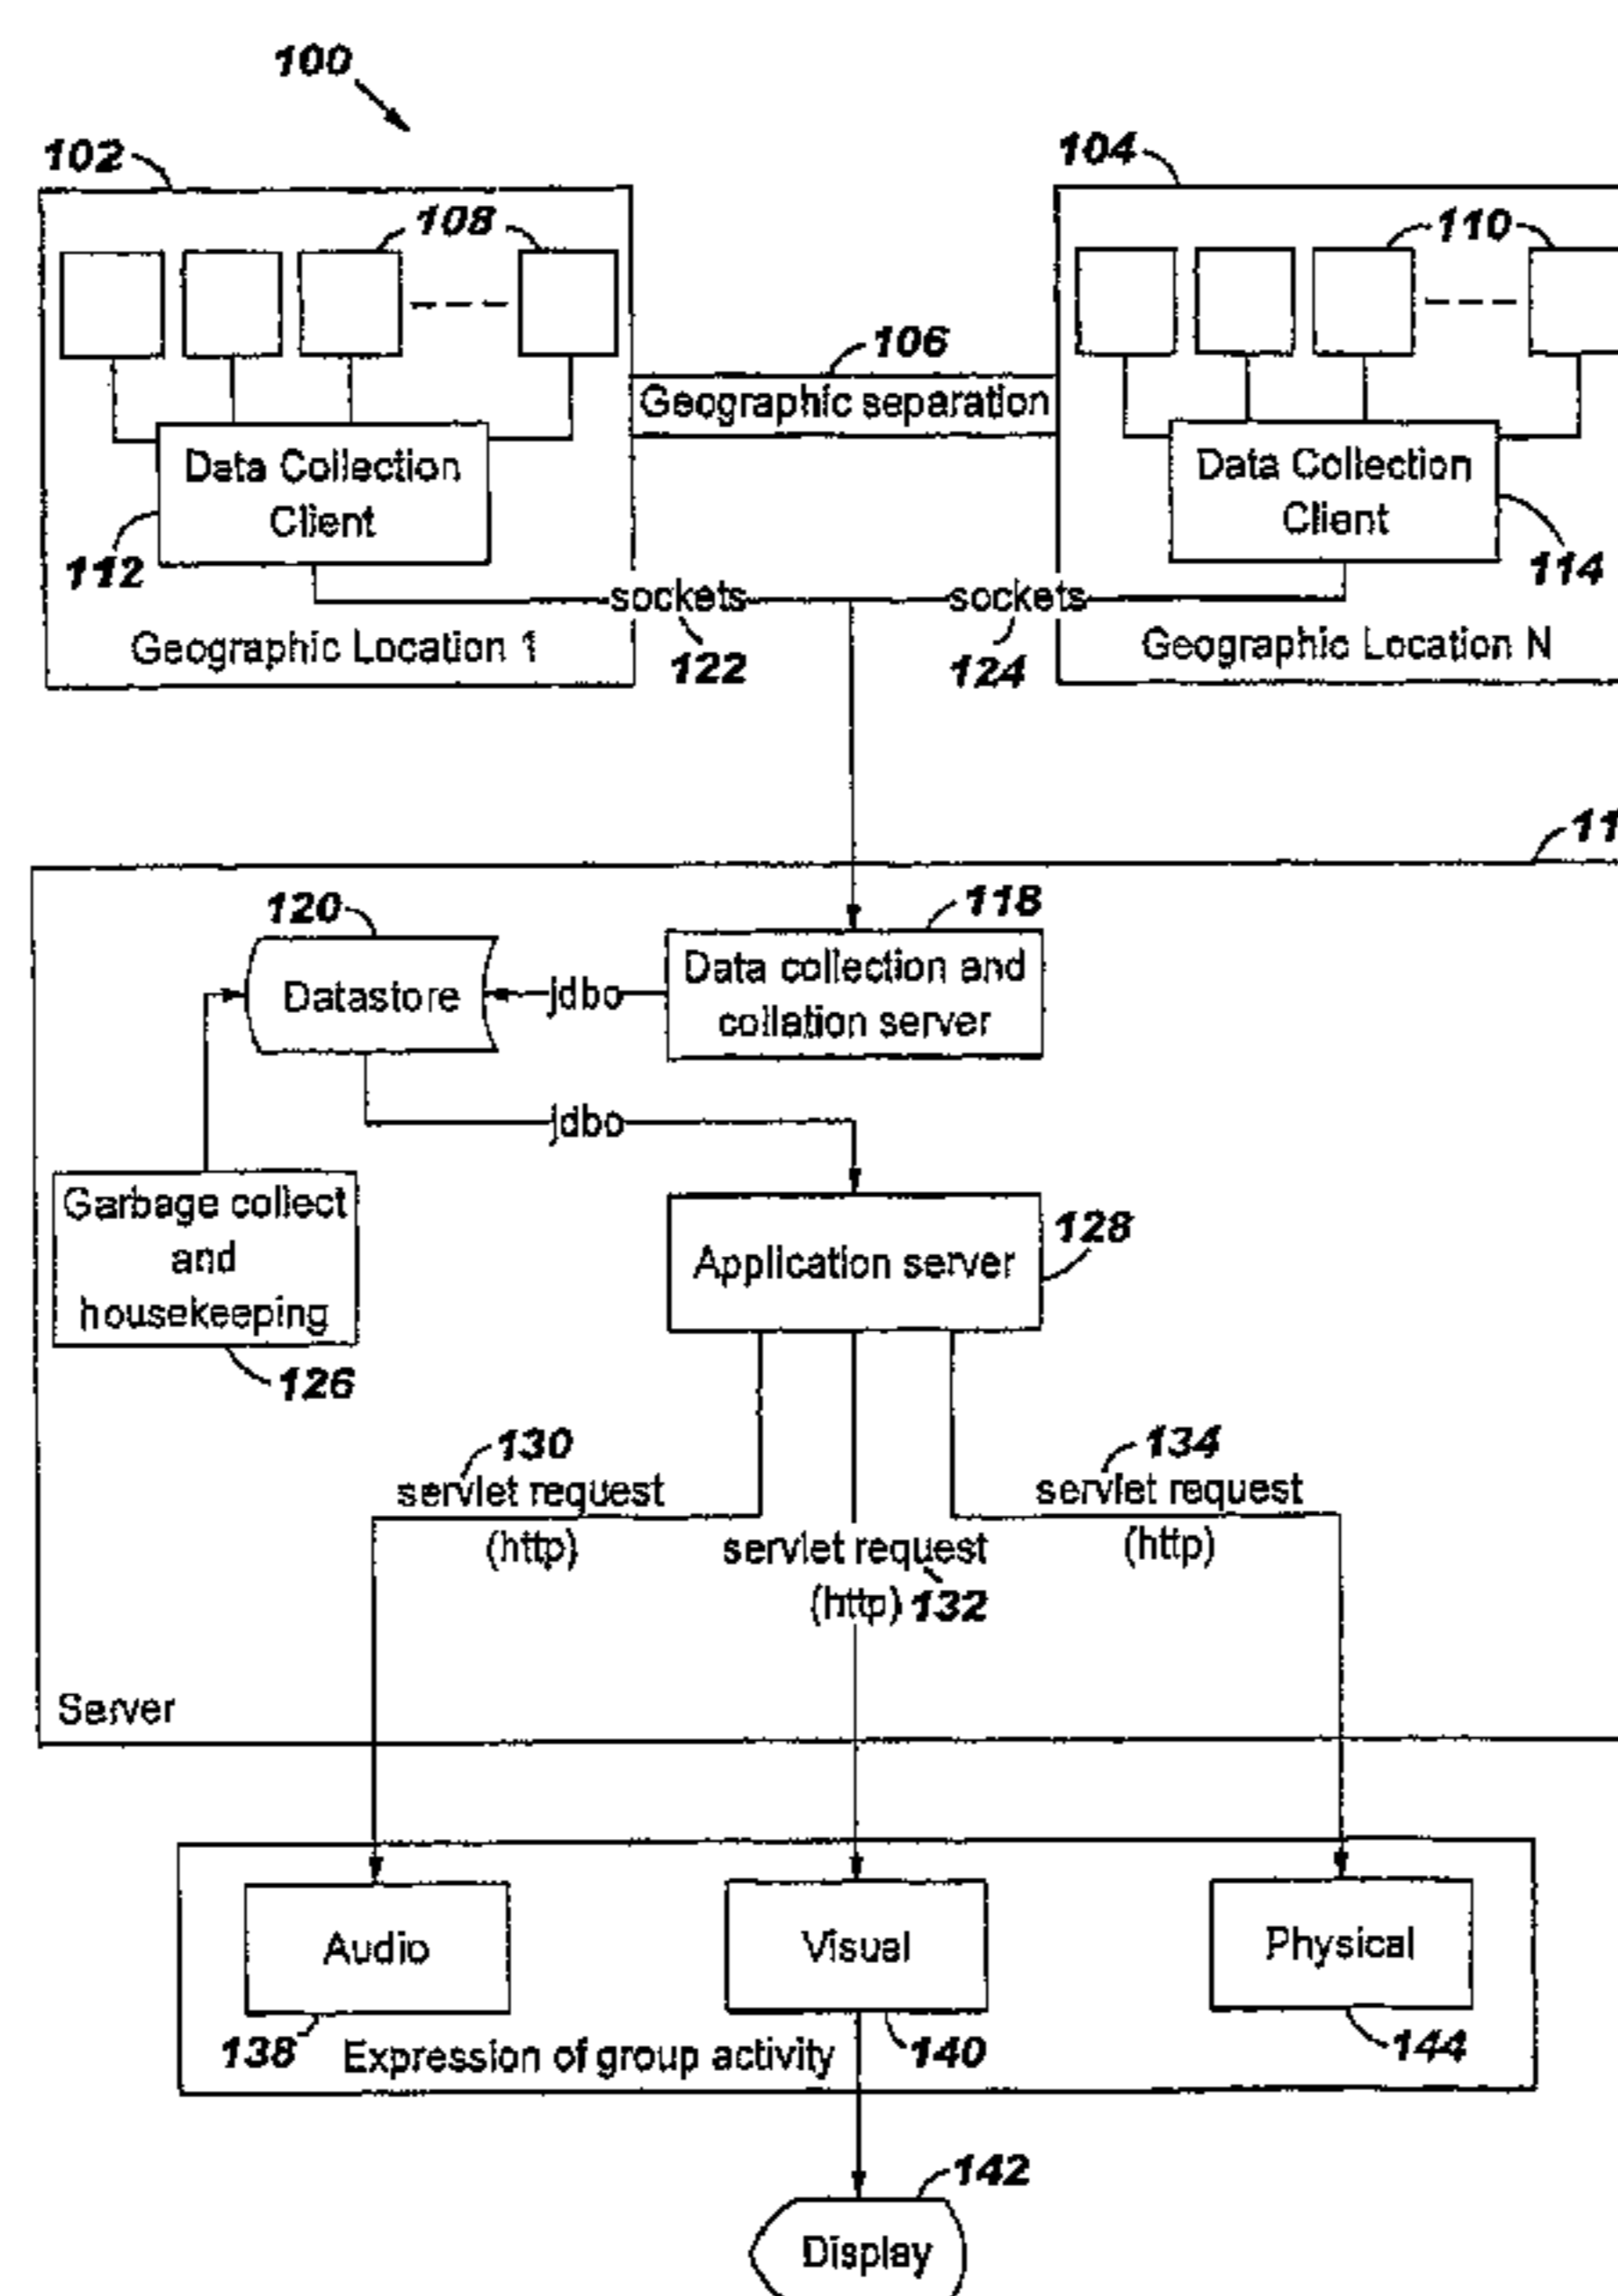 100
102
104
108
110
106
Geographic separation
Data Collection
Client
Data Collection
Client
112
114
sockets
sockets
122
124
Geographic Location 1
Geographic Location N
11
120
118
Datastore
jdbo
Data collection and
collation server
jdbo
Garbage collect
and
housekeeping
126
Application server
128
130
servlet request
(http)
servlet request
(http) 132
134
servlet request
(http)
Server
Audio
Visual
Physical
138
Expression of group activity
140
144
142
Display